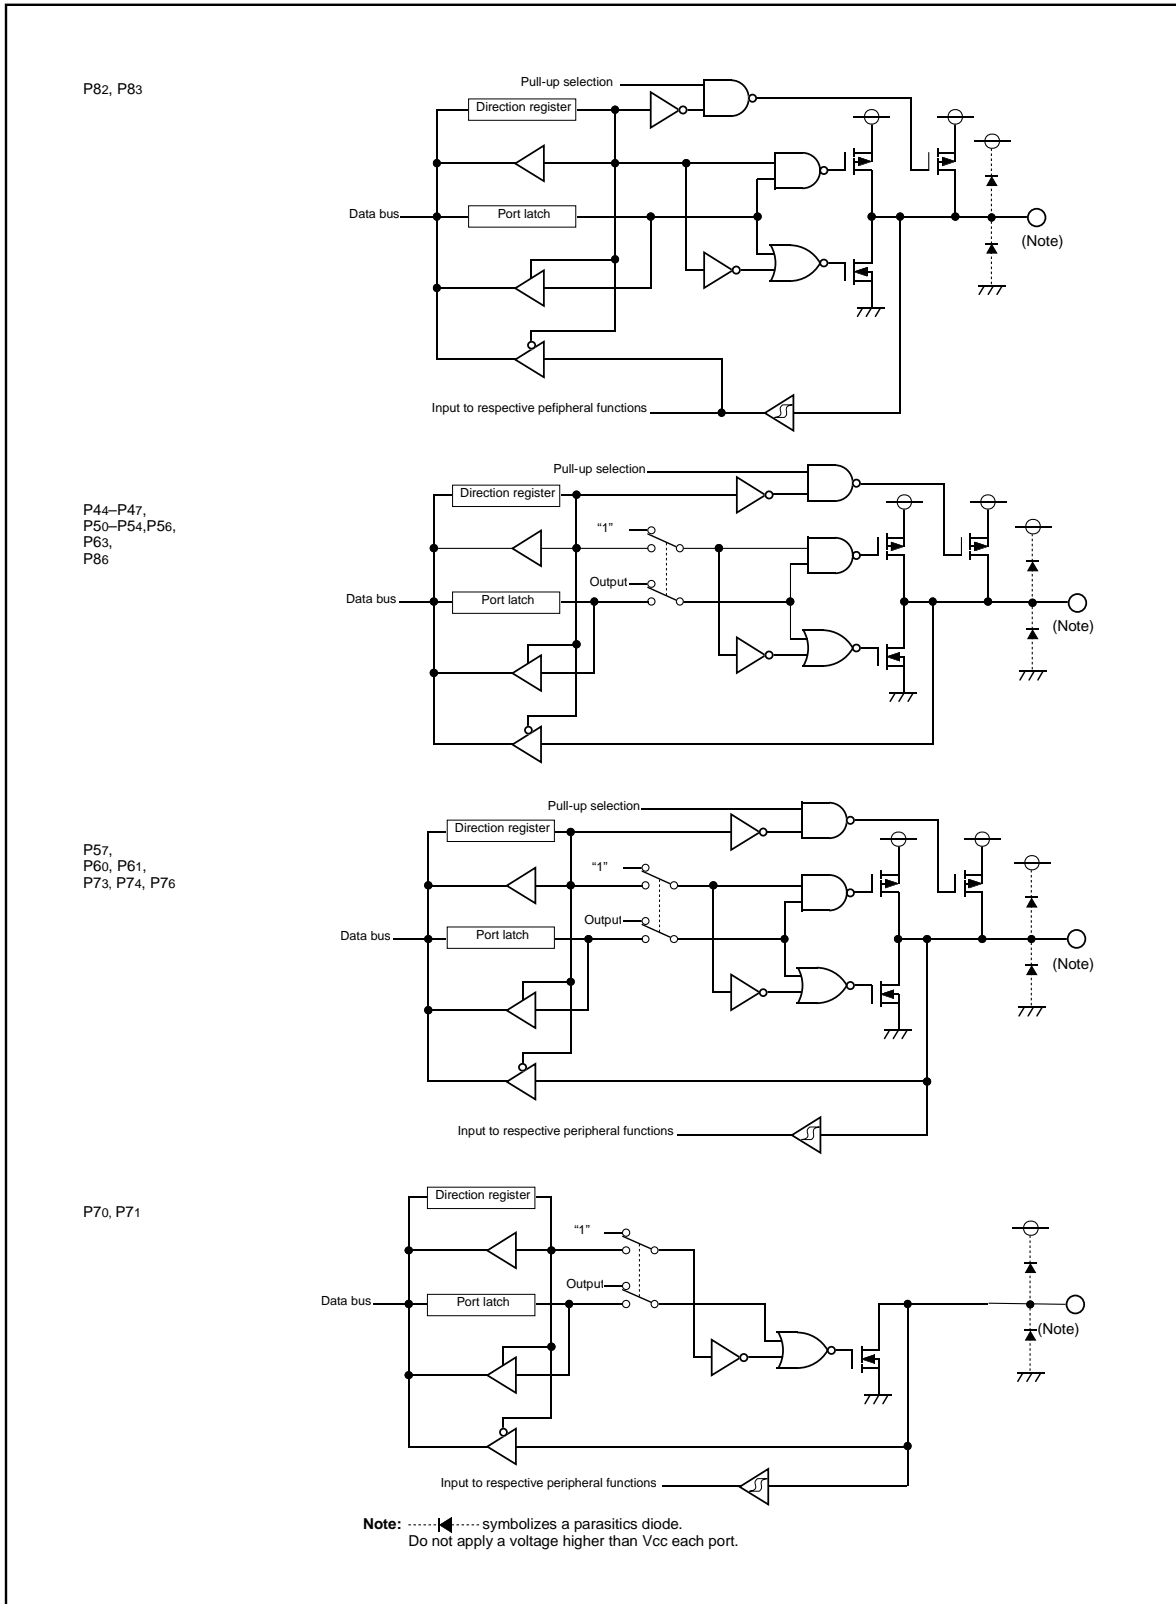 P82, P83
Pull-up selection
Direction register
Data bus
Port latch
(Note)
Input to respective pefipheral functions
P44–P47,
P50–P54,P56,
P63,
P86
Pull-up selection
Direction register
“1”
Output
Data bus
Port latch
(Note)
P57,
P60, P61,
P73, P74, P76
Pull-up selection
Direction register
“1”
Output
Data bus
Port latch
(Note)
Input to respective peripheral functions
P70, P71
Direction register
“1”
Output
Data bus
Port latch
(Note)
Input to respective peripheral functions
Note: symbolizes a parasitics diode.
Do not apply a voltage higher than Vcc each port.